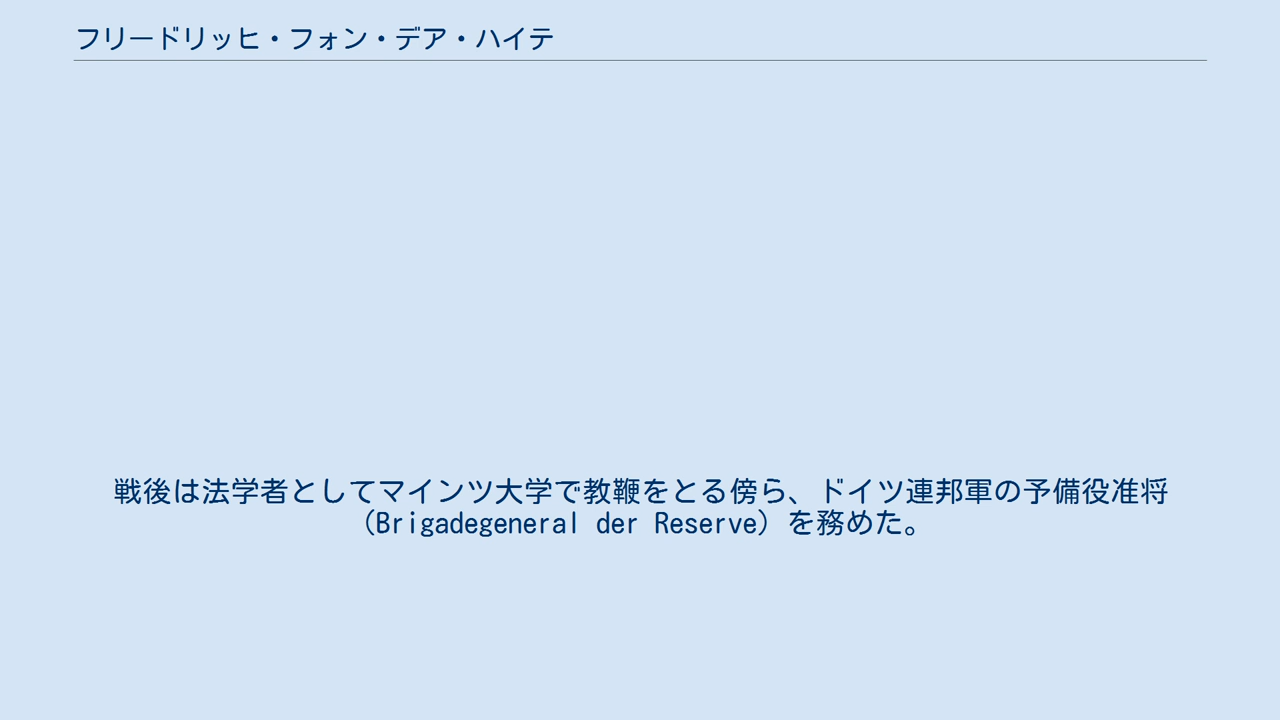 フリードリッヒ・フォン・デア・ハイテ
戦後は法学者としてマインツ大学で教鞭をとる傍ら、ドイツ連邦軍の予備役准将
（Brigadegeneral der Reserve）を務めた。